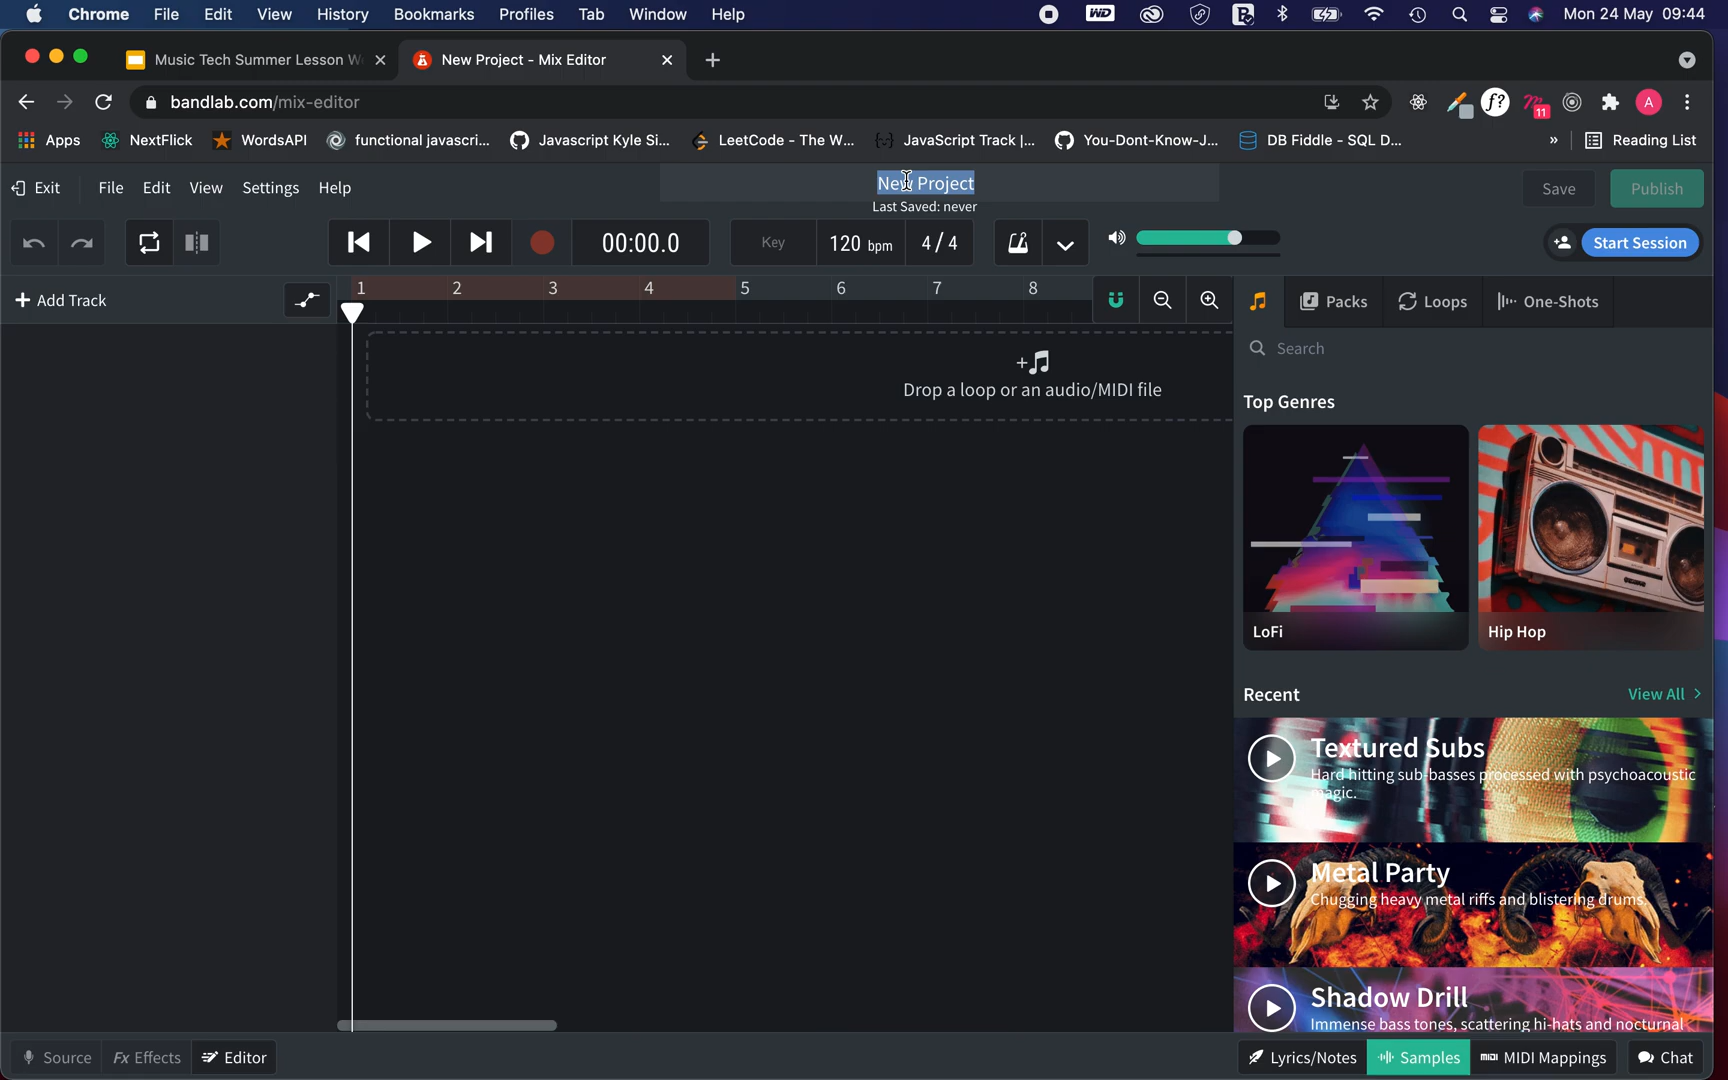 Chrome File Edit View History Bookmarks Profiles Tab Window Help WD Mon 24 May 09:44
Music Tech Summer Lesson W New Project - Mix Editor
bandlab.com/mix-editor f? 11 A
Apps NextFlick WordsAPI functional javascri... Javascript Kyle Si... LeetCode - The W... JavaScript Track |... You-Dont-Know-J... DB Fiddle - SQL D... » Reading List
Exit File Edit View Settings Help New Project Save Publish
Last Saved: never
00:00.0 Key 120 bpm 4/4 Start Session
+ Add Track 1 2 3 4 5 6 7 8 Packs Loops One-Shots
Search
Drop a loop or an audio/MIDI file
Top Genres
LoFi Hip Hop
Recent View All >
Textured Subs
Hard hitting sub-basses processed with psychoacoustic
magic.
Metal Party
Chugging heavy metal riffs and blistering drums.
Shadow Drill
Immense bass tones, scattering hi-hats and nocturnal
Source Fx Effects Editor Lyrics/Notes Samples MIDI MIDI Mappings Chat